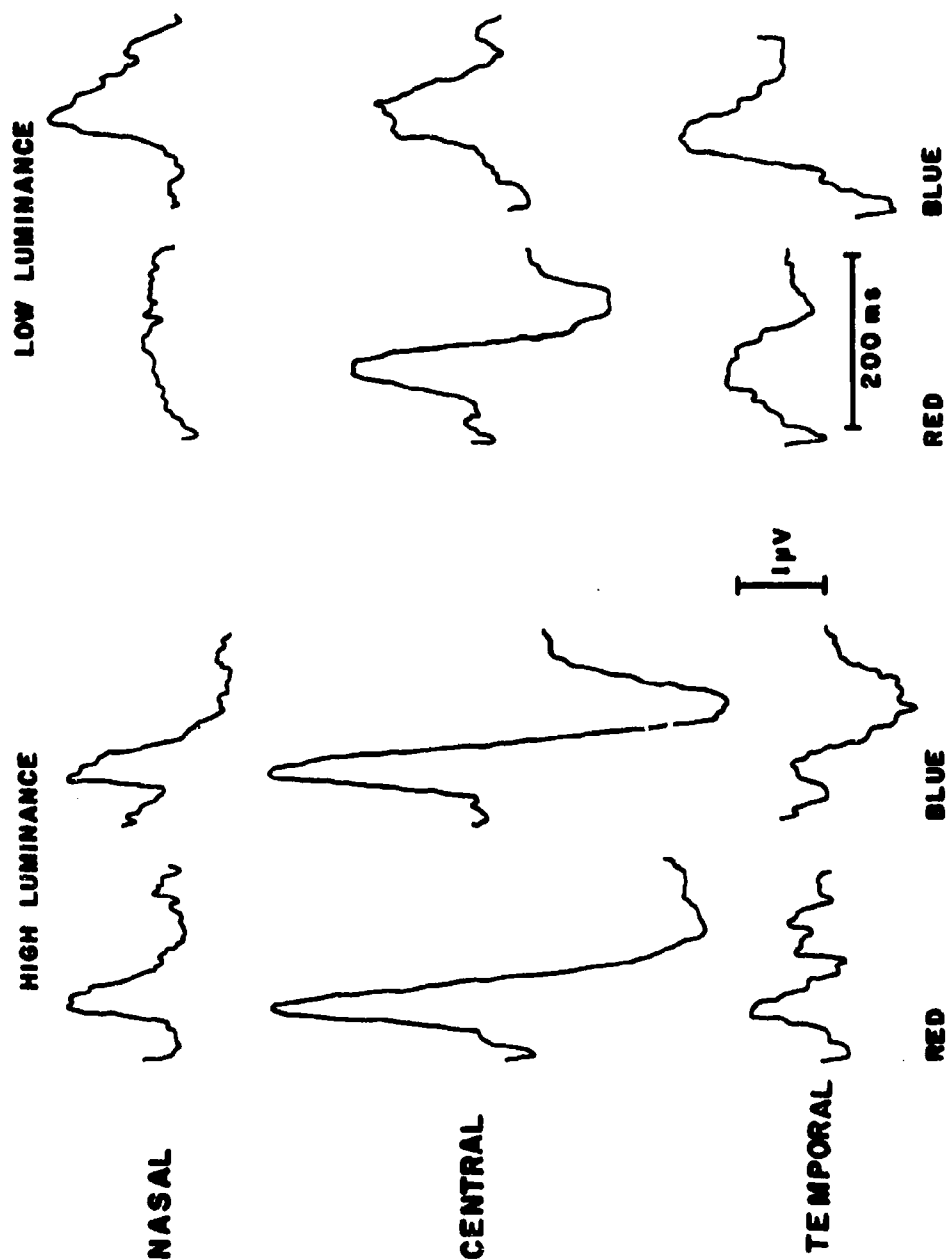 HIGH LUMINANCE
LOW LUMINANCE
NASAL
CENTRAL
TEMPORAL
1µV
200 ms
RED
BLUE
RED
BLUE